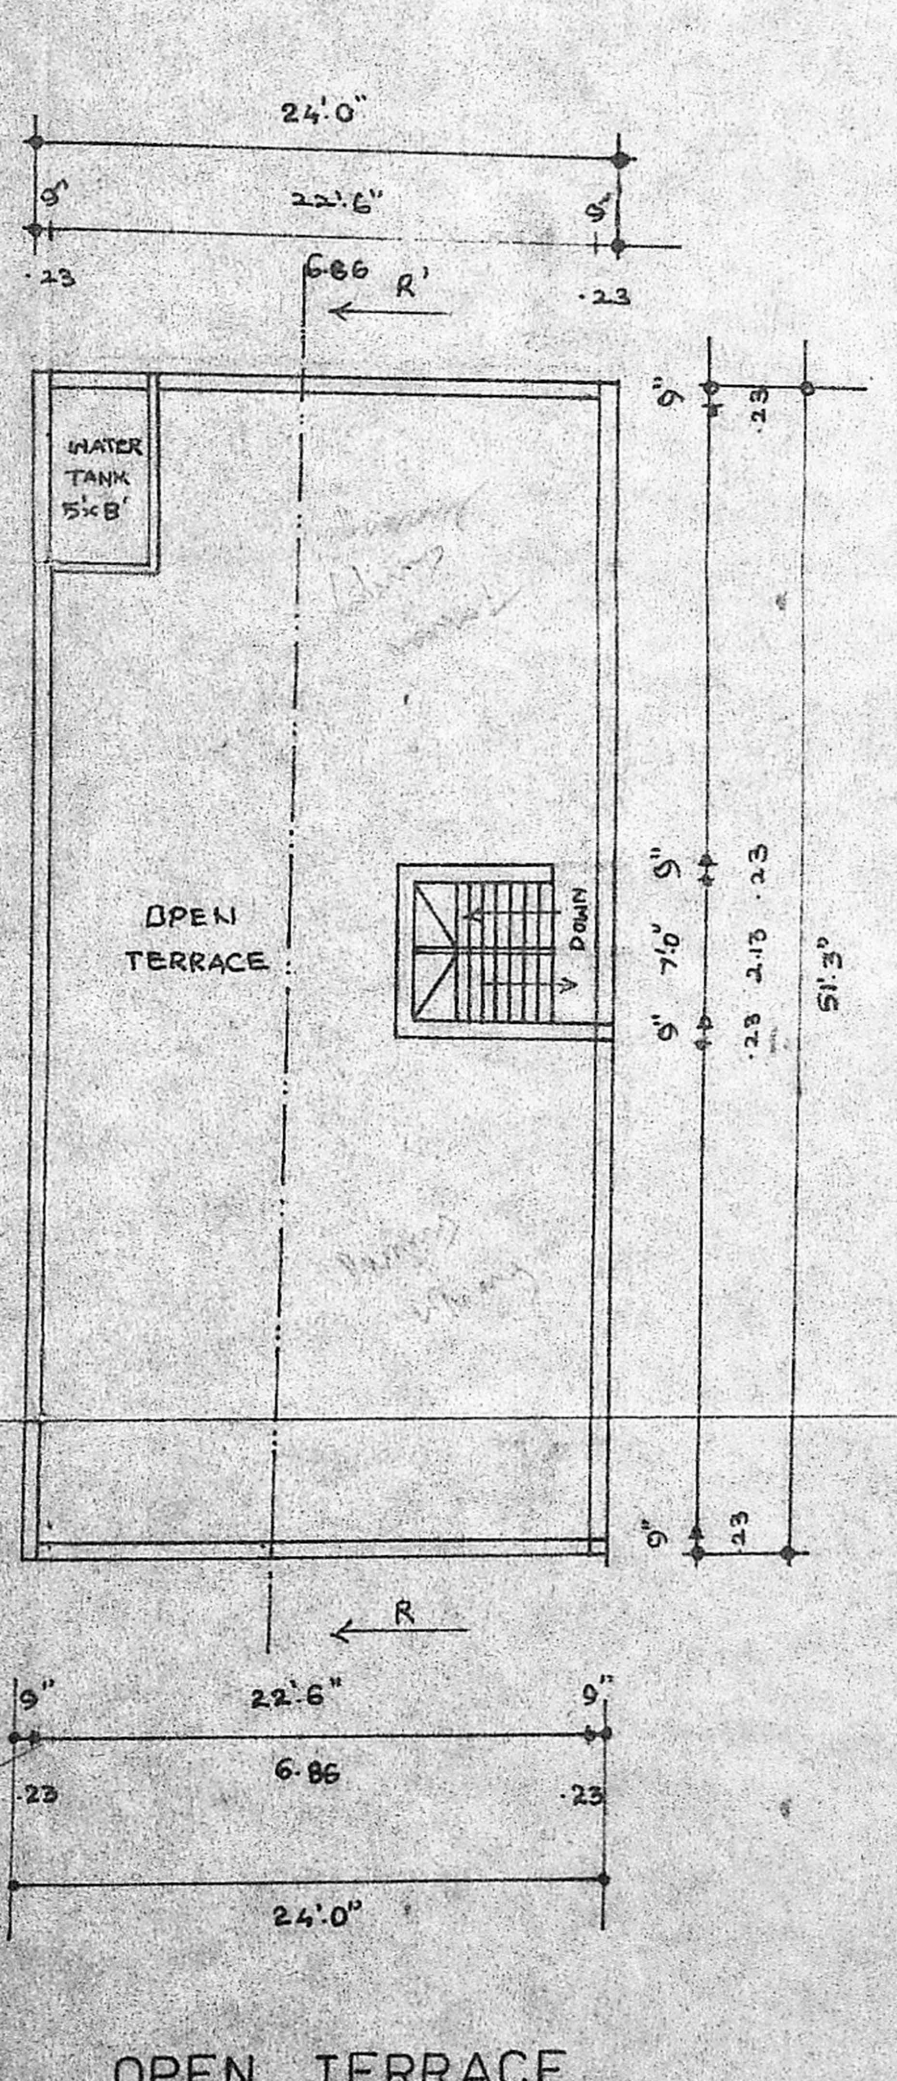 24'.0"
9" 22'.6" 9"
.23 6.86 .23
R'
9" .23
WATER
TANK
5'x8'
9" .23
OPEN
TERRACE
DOWN
7'.0" 2.13
51'.3"
9" .23
9" .23
R
9" 22'.6" 9"
.23 6.86 .23
24'.0"
OPEN TERRACE